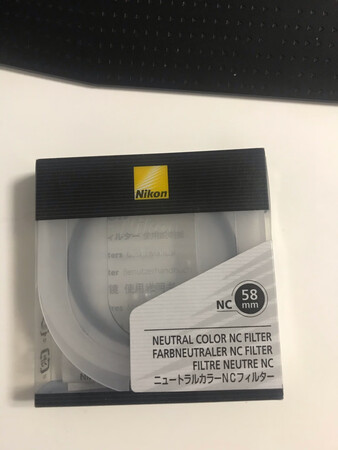 Nikon
NC 58 mm
NEUTRAL COLOR NC FILTER
FARBNEUTRALER NC FILTER
FILTRE NEUTRE NC
ニュートラルカラーNCフィルター